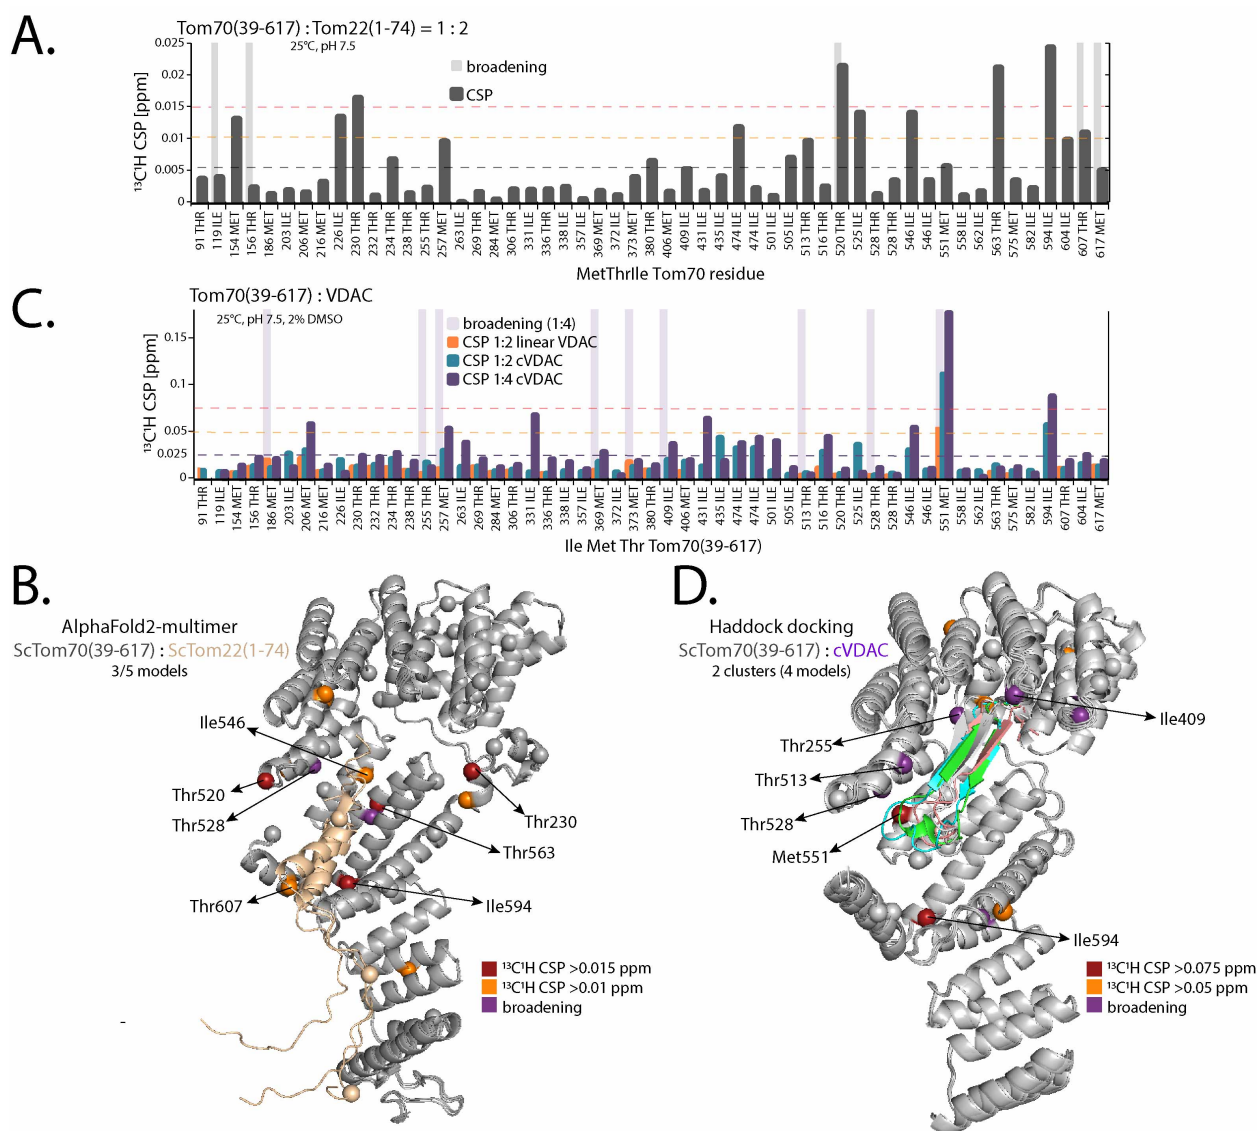 A.
Tom70(39-617) : Tom22(1-74) = 1 : 2
25°C, pH 7.5
broadening
CSP
¹³C¹H CSP [ppm]
0.025
0.02
0.015
0.01
0.005
0
91 THR
119 ILE
154 MET
156 THR
186 MET
203 ILE
206 MET
216 MET
226 ILE
230 THR
232 THR
234 THR
238 THR
255 THR
257 MET
263 ILE
269 THR
284 MET
306 THR
331 ILE
336 THR
338 ILE
357 ILE
369 MET
372 ILE
373 MET
380 THR
406 MET
409 ILE
431 ILE
435 ILE
474 ILE
474 ILE
501 ILE
505 ILE
513 THR
516 THR
520 THR
525 ILE
528 THR
528 THR
546 ILE
546 ILE
551 MET
558 ILE
562 ILE
563 THR
575 MET
582 ILE
594 ILE
604 ILE
607 THR
617 MET
MetThrIle Tom70 residue
C.
Tom70(39-617) : VDAC
25°C, pH 7.5, 2% DMSO
broadening (1:4)
CSP 1:2 linear VDAC
CSP 1:2 cVDAC
CSP 1:4 cVDAC
¹³C¹H CSP [ppm]
0.15
0.1
0.05
0.025
0
91 THR
119 ILE
154 MET
156 THR
186 MET
203 ILE
206 MET
216 MET
226 ILE
230 THR
232 THR
234 THR
238 THR
255 THR
257 MET
263 ILE
269 THR
284 MET
306 THR
331 ILE
336 THR
338 ILE
357 ILE
369 MET
372 ILE
373 MET
380 THR
409 ILE
406 MET
431 ILE
435 ILE
474 ILE
474 ILE
501 ILE
505 ILE
513 THR
516 THR
520 THR
525 ILE
528 THR
528 THR
546 ILE
546 ILE
551 MET
558 ILE
562 ILE
563 THR
575 MET
582 ILE
594 ILE
607 THR
604 ILE
617 MET
Ile Met Thr Tom70(39-617)
B.
AlphaFold2-multimer
ScTom70(39-617) : ScTom22(1-74)
3/5 models
Ile546
Thr520
Thr528
Thr607
Thr230
Thr563
Ile594
¹³C¹H CSP >0.015 ppm
¹³C¹H CSP >0.01 ppm
broadening
D.
Haddock docking
ScTom70(39-617) : cVDAC
2 clusters (4 models)
Ile409
Thr255
Thr513
Thr528
Met551
Ile594
¹³C¹H CSP >0.075 ppm
¹³C¹H CSP >0.05 ppm
broadening